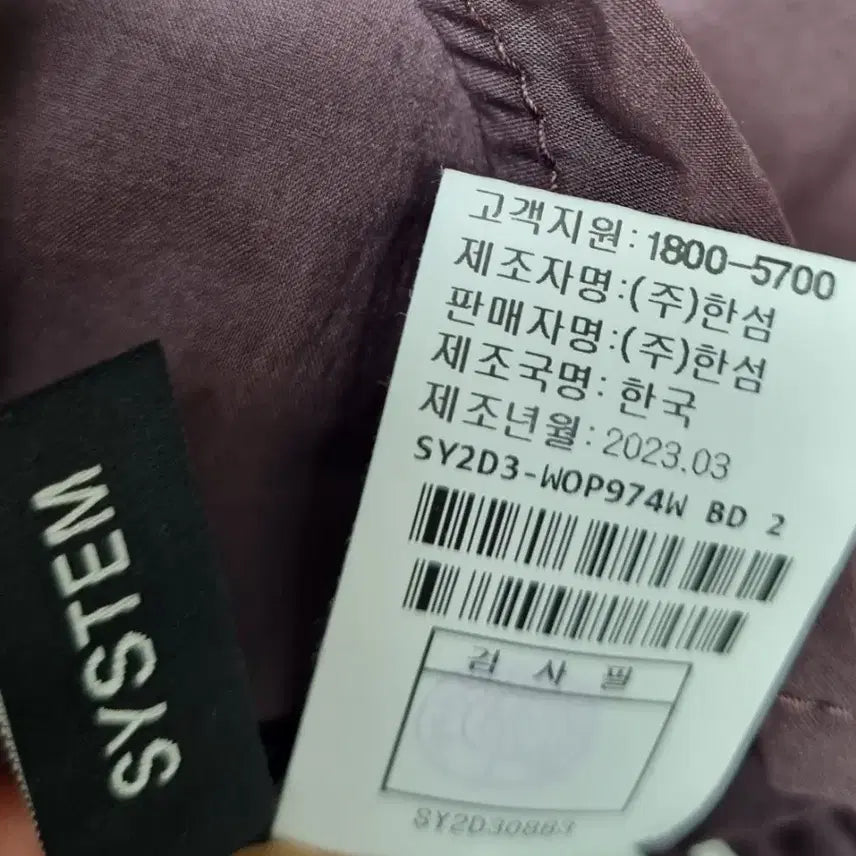 고객지원: 1800-5700
제조자명:(주)한섬
판매자명:(주)한섬
제조국명: 한국
제조년월: 2023.03
SY2D3-WOP974W BD 2
검 사 필
SY2D30883
SYSTEM